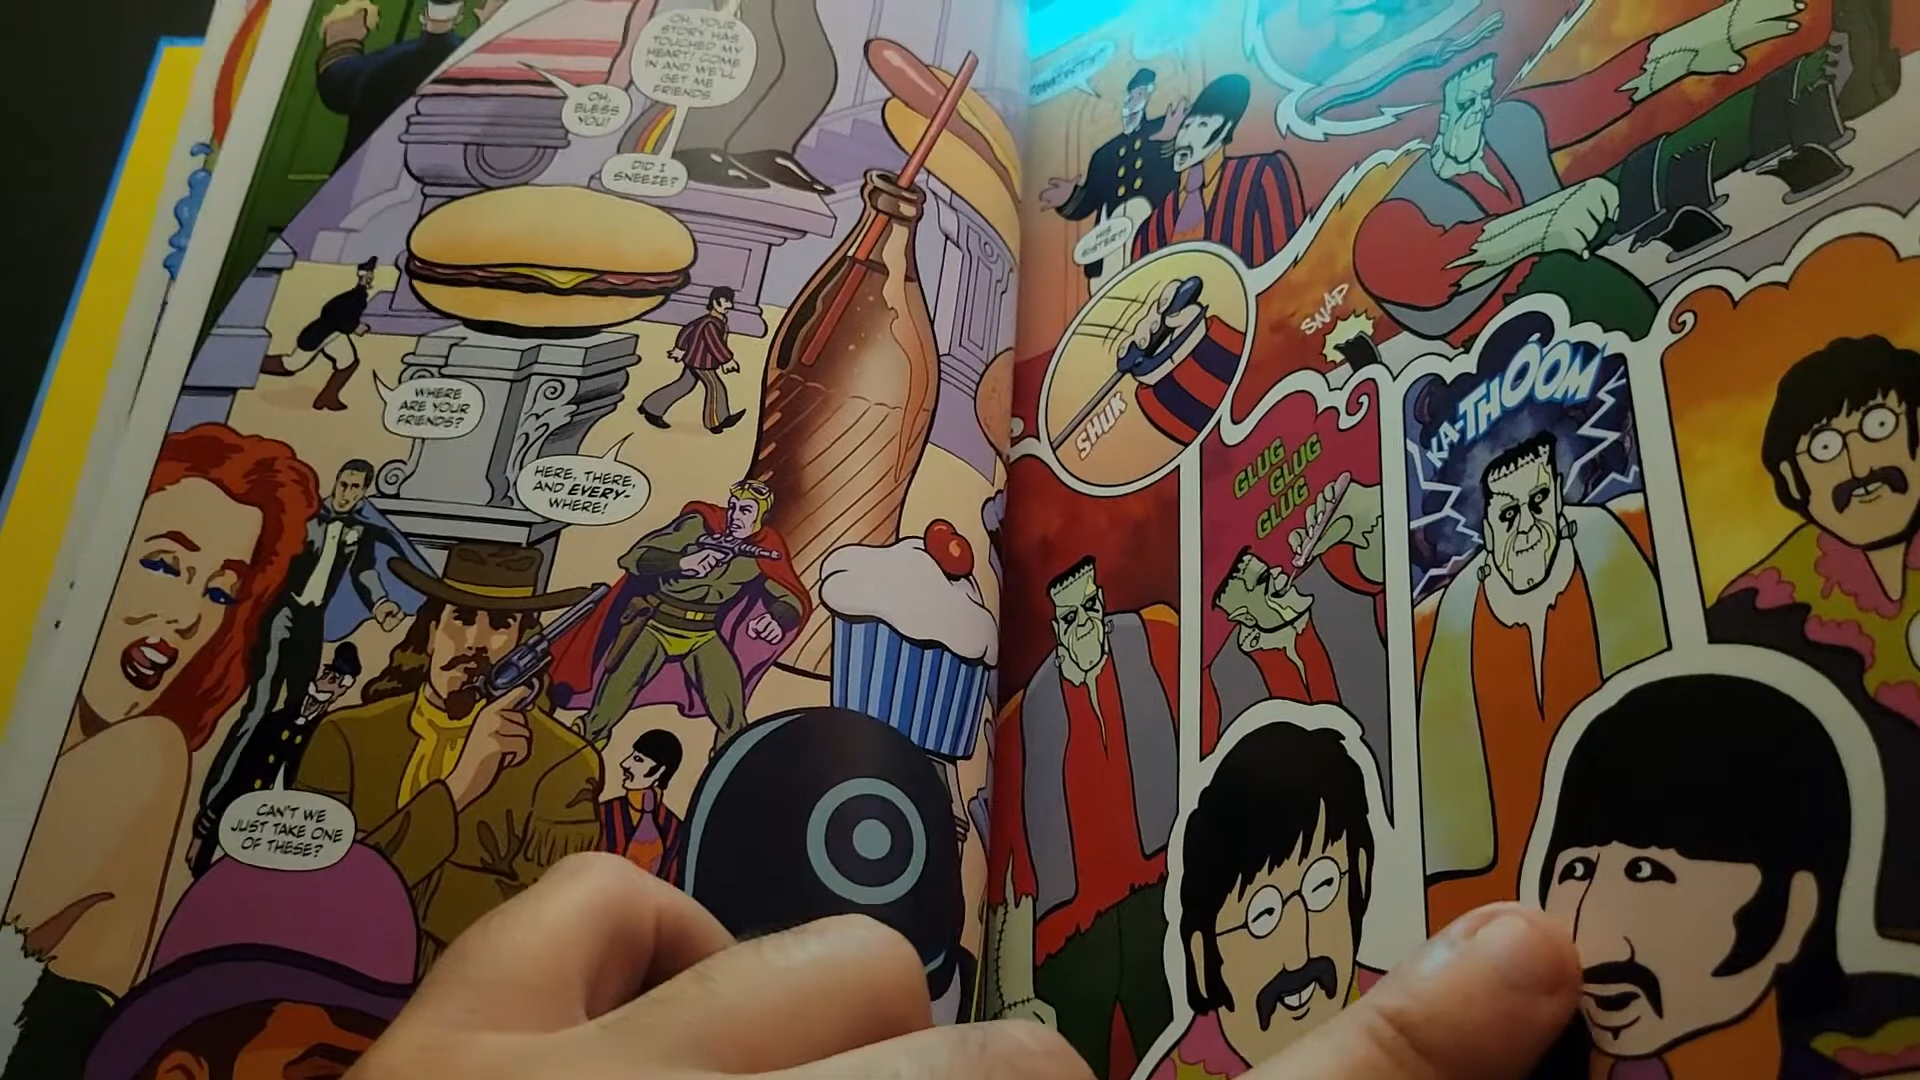 OH, YOUR
STORY HAS
TOUCHED MY
HEART! COME
IN AND WE'LL
GET ME
FRIENDS.
OH,
BLESS
YOU!
DID I
SNEEZE?
WHERE
ARE YOUR
FRIENDS?
HERE, THERE,
AND EVERY-
WHERE!
CAN'T WE
JUST TAKE ONE
OF THESE?
HIS
SISTER?!
SHUK
SNAP
GLUG
GLUG
GLUG
GLUG
KA-THOOM